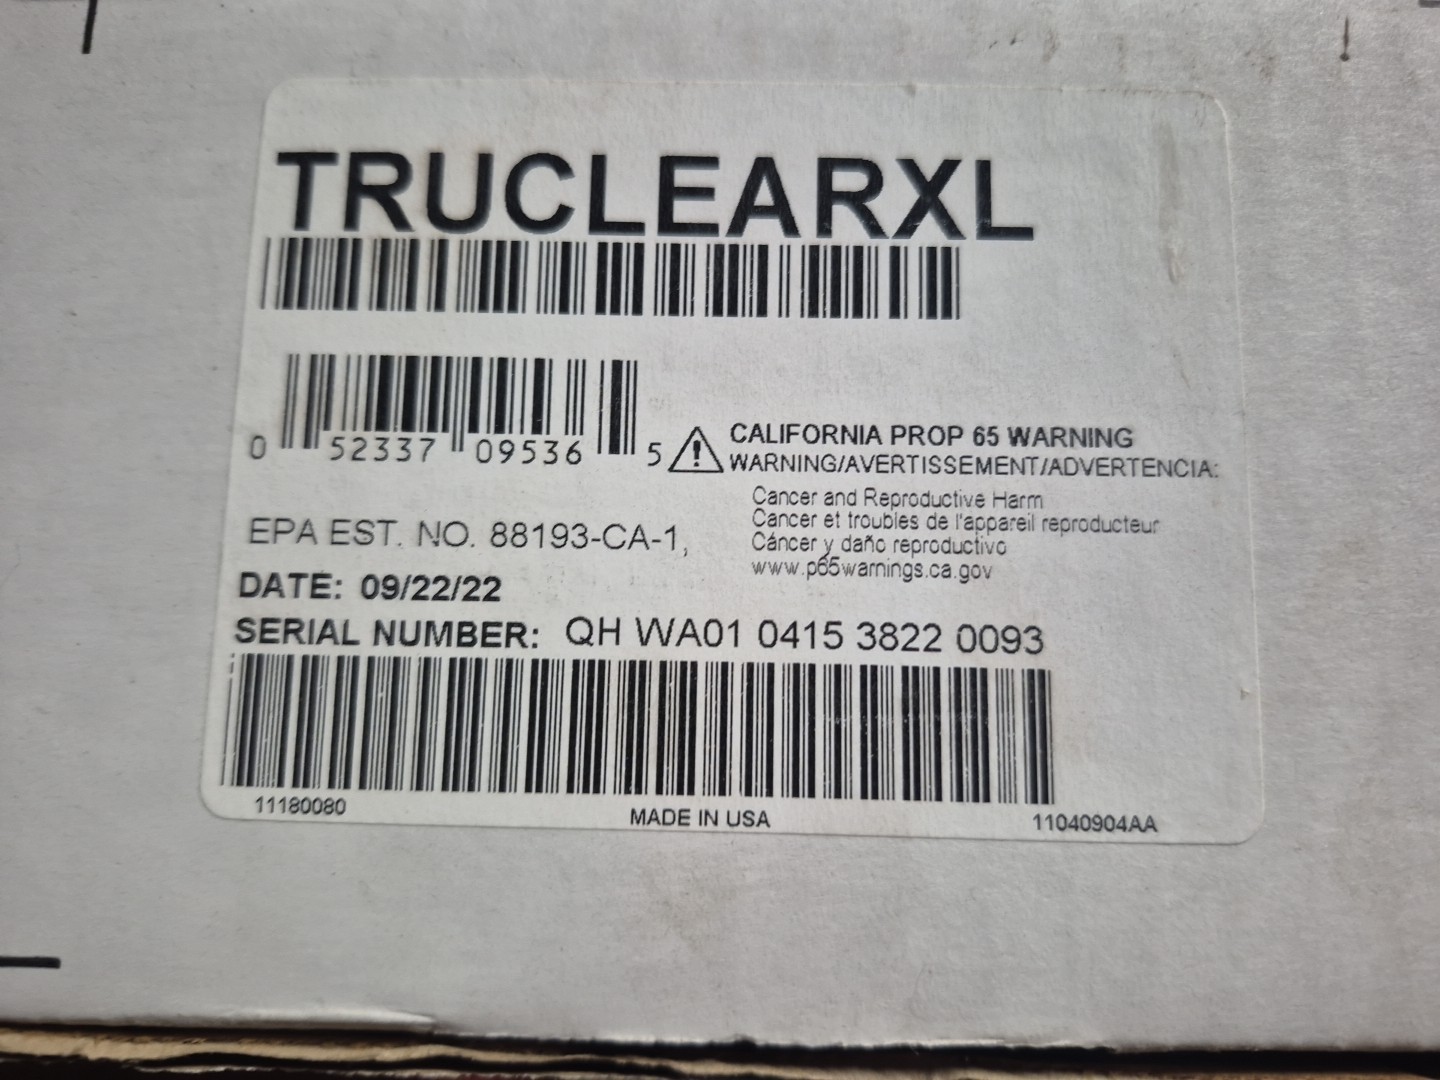 TRUCLEARXL
0 52337 09536 5
CALIFORNIA PROP 65 WARNING
WARNING/AVERTISSEMENT/ADVERTENCIA:
Cancer and Reproductive Harm
Cancer et troubles de l'appareil reproducteur
Cáncer y daño reproductivo
www.p65warnings.ca.gov
EPA EST. NO. 88193-CA-1,
DATE: 09/22/22
SERIAL NUMBER: QH WA01 0415 3822 0093
11180080 MADE IN USA 11040904AA